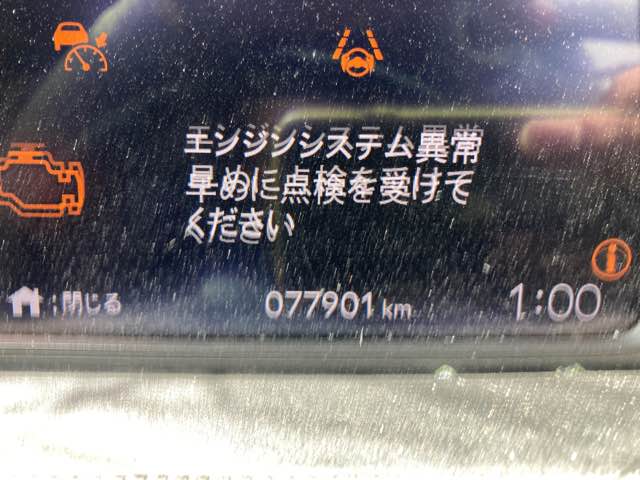 エンジンシステム異常
早めに点検を受けて
ください
:閉じる
077901 km
1:00